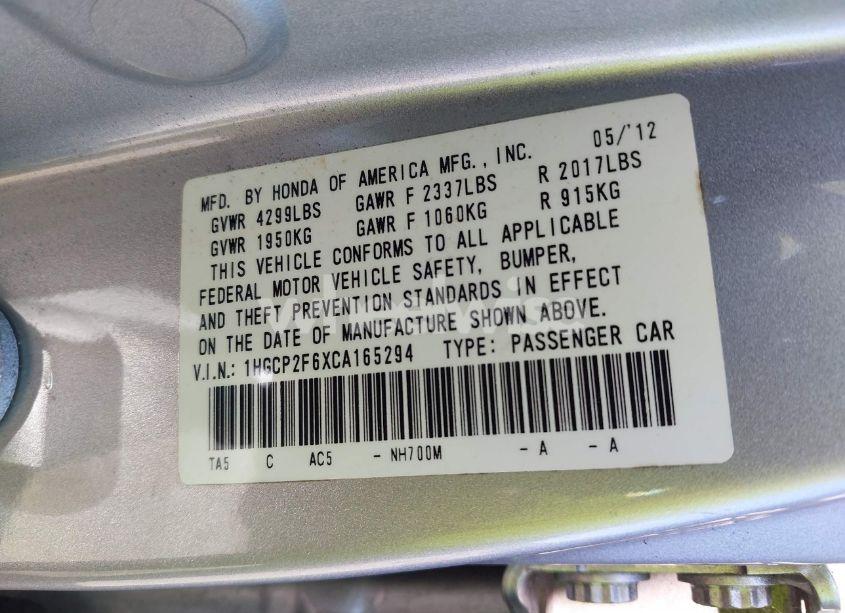 MFD. BY HONDA OF AMERICA MFG., INC. 05/'12
GVWR 4299LBS GAWR F 2337LBS R 2017LBS
GVWR 1950KG GAWR F 1060KG R 915KG
THIS VEHICLE CONFORMS TO ALL APPLICABLE
FEDERAL MOTOR VEHICLE SAFETY, BUMPER,
AND THEFT PREVENTION STANDARDS IN EFFECT
ON THE DATE OF MANUFACTURE SHOWN ABOVE.
V.I.N.: 1HGCP2F6XCA165294 TYPE: PASSENGER CAR
TA5 C AC5 - NH700M - A - A